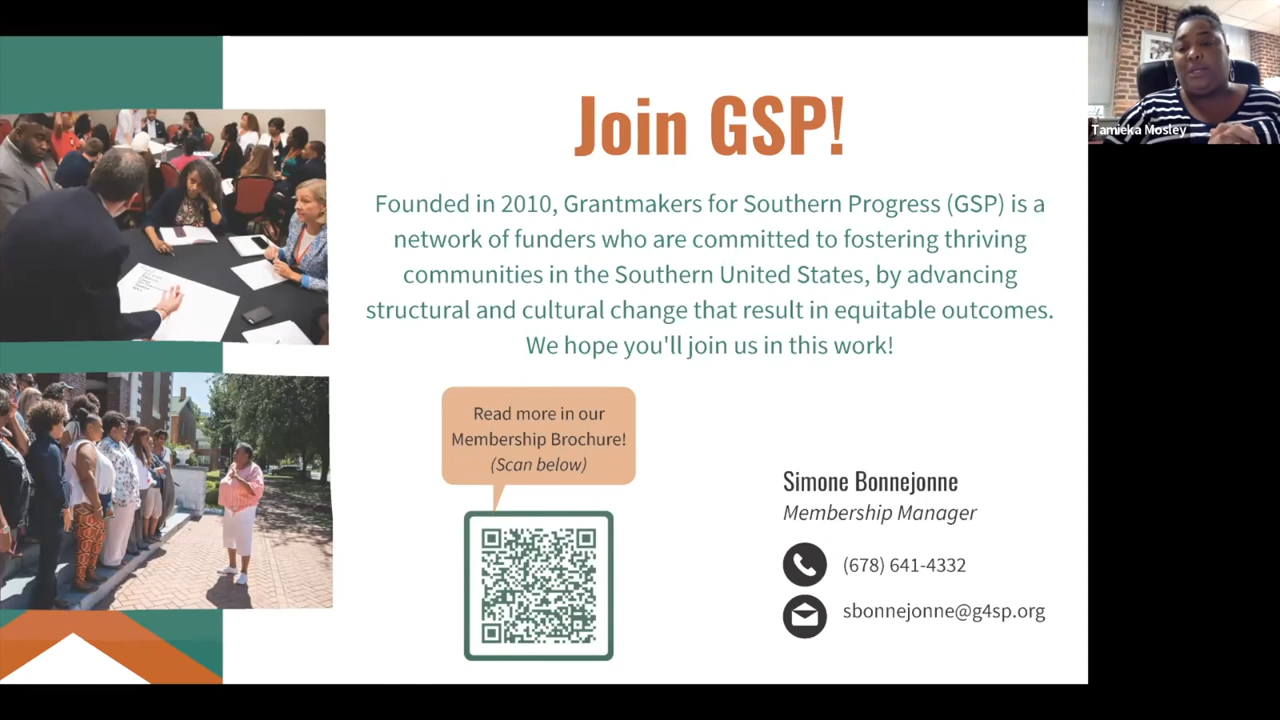 Join GSP!
Founded in 2010, Grantmakers for Southern Progress (GSP) is a
network of funders who are committed to fostering thriving
communities in the Southern United States, by advancing
structural and cultural change that result in equitable outcomes.
We hope you'll join us in this work!
Read more in our
Membership Brochure!
(Scan below)
Simone Bonnejonne
Membership Manager
(678) 641-4332
sbonnejonne@g4sp.org
Tamieka Mosley